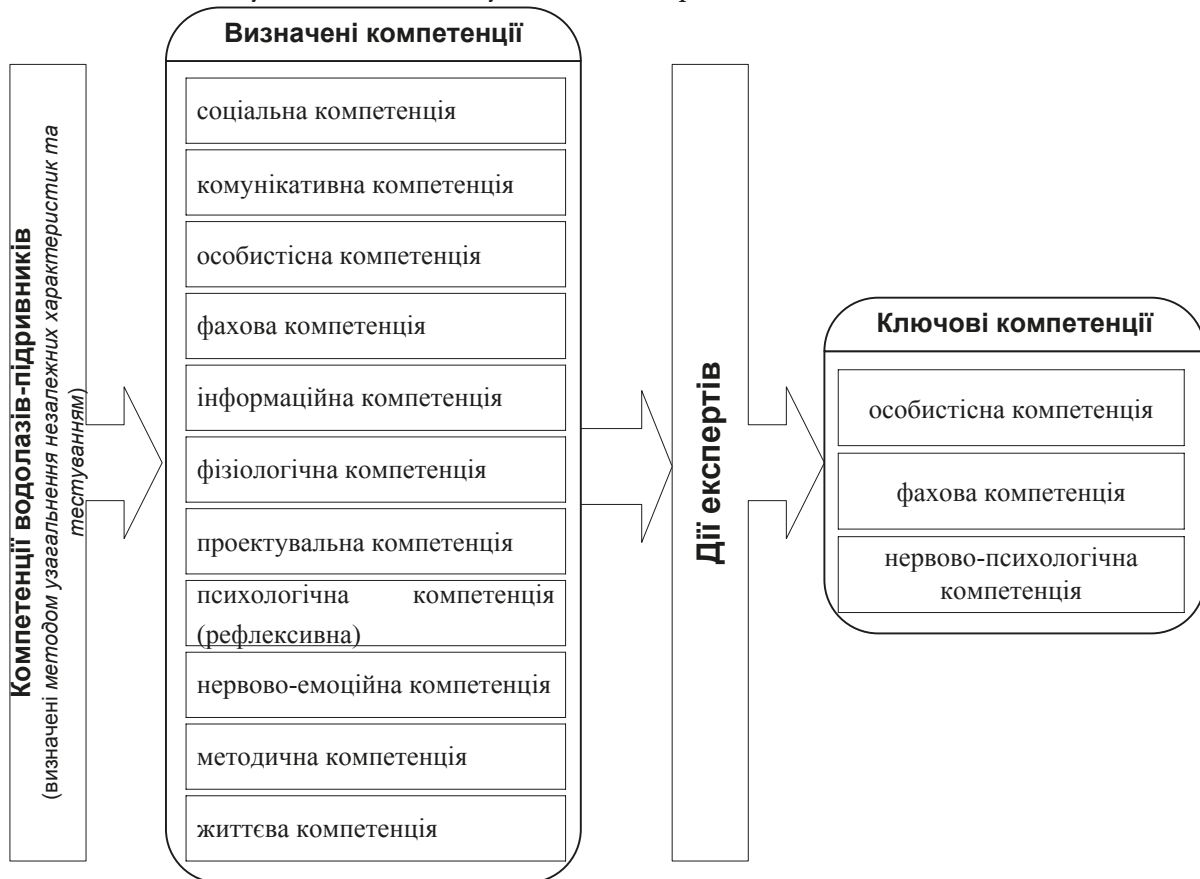 Визначені компетенції
Компетенції водолазів-підривників
(визначені методом узагальнення незалежних характеристик та
тестуванням)
соціальна компетенція
комунікативна компетенція
особистісна компетенція
фахова компетенція
інформаційна компетенція
фізіологічна компетенція
проектувальна компетенція
психологічна компетенція
(рефлексивна)
нервово-емоційна компетенція
методична компетенція
життєва компетенція
Дії експертів
Ключові компетенції
особистісна компетенція
фахова компетенція
нервово-психологічна
компетенція